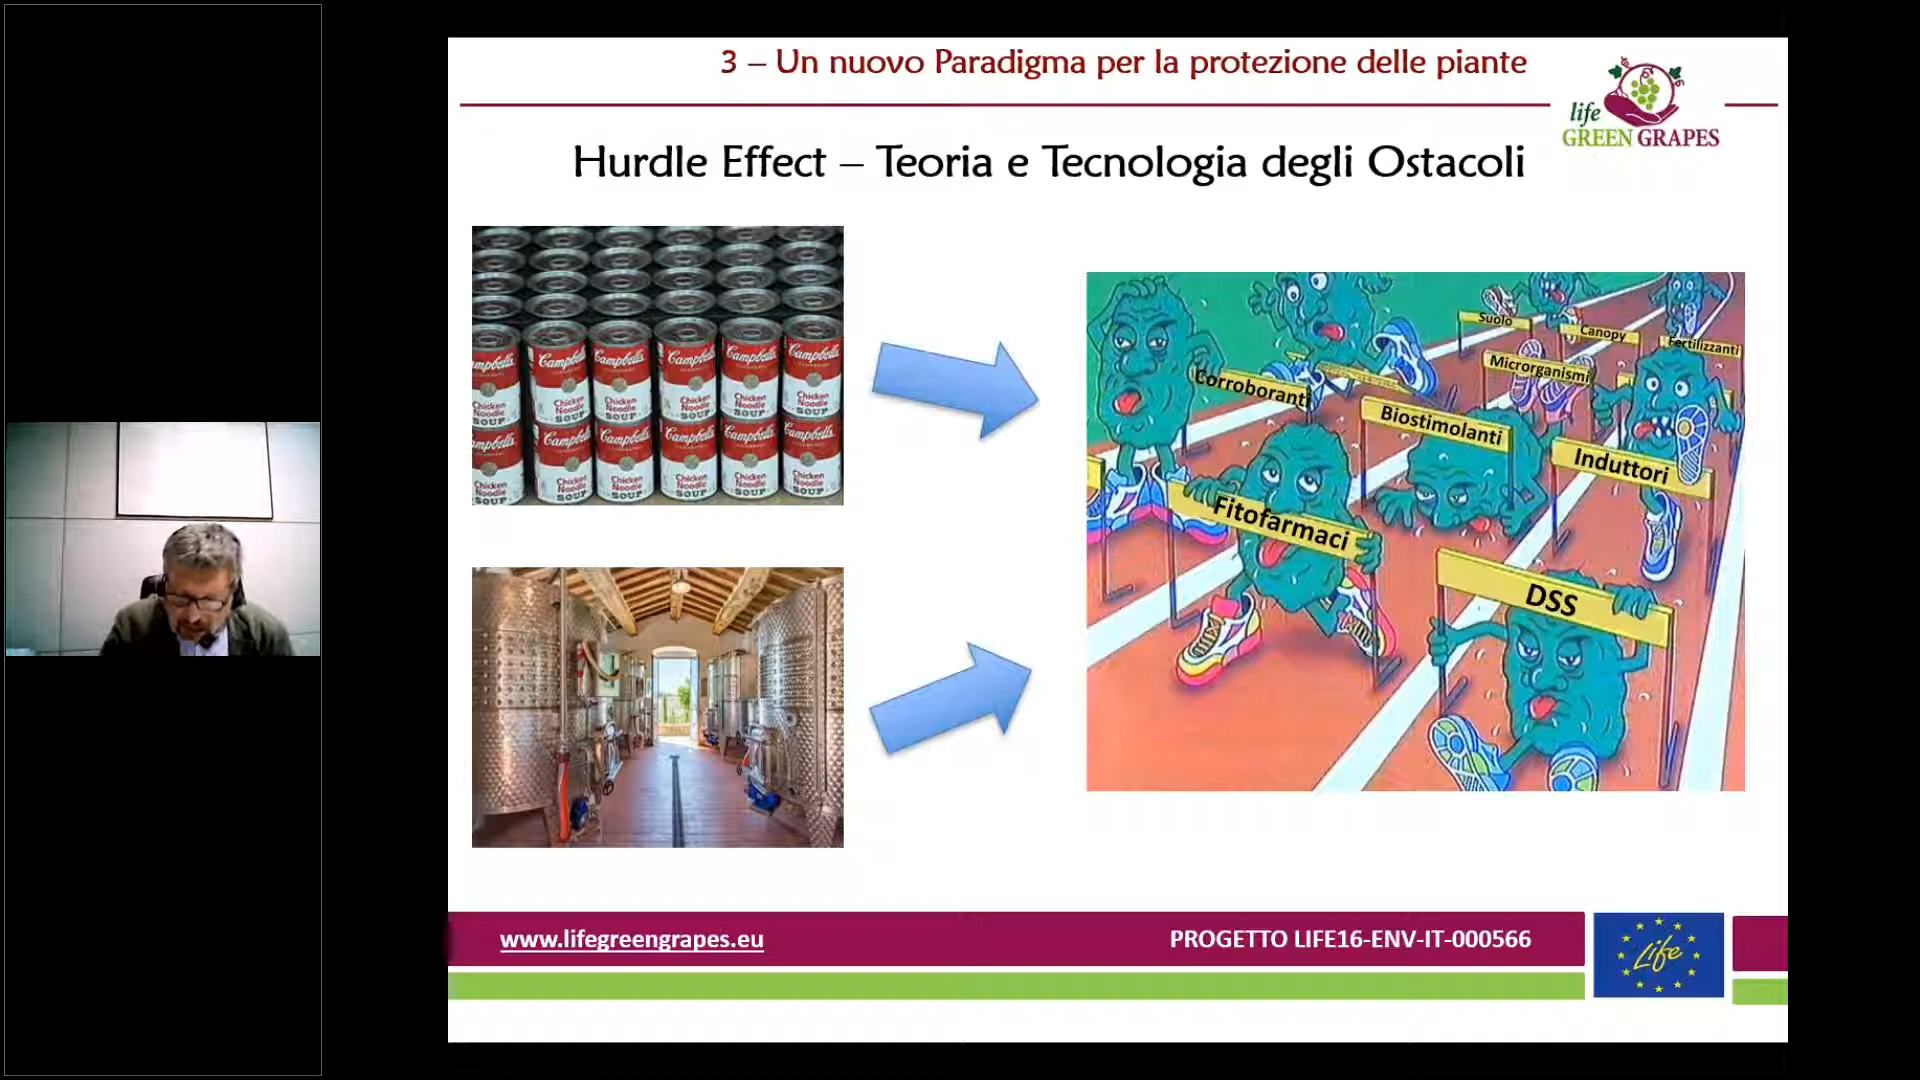 3 – Un nuovo Paradigma per la protezione delle piante
life
GREEN GRAPES
Hurdle Effect – Teoria e Tecnologia degli Ostacoli
Campbell's
Chicken
Noodle
SOUP
Suolo
Canopy
Fertilizzanti
Microrganismi
Corroboranti
Biostimolanti
Induttori
Fitofarmaci
DSS
www.lifegreengrapes.eu
PROGETTO LIFE16-ENV-IT-000566
Life